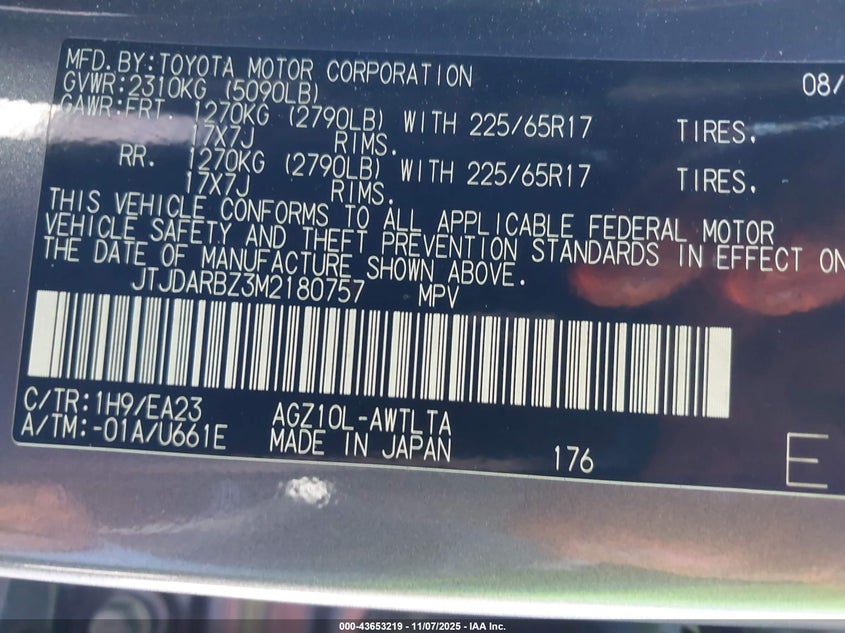 MFD.BY:TOYOTA MOTOR CORPORATION 08/
GVWR:2310KG (5090LB)
GAWR:FRT. 1270KG (2790LB) WITH 225/65R17 TIRES.
17X7J RIMS.
RR. 1270KG (2790LB) WITH 225/65R17 TIRES.
17X7J RIMS.
THIS VEHICLE CONFORMS TO ALL APPLICABLE FEDERAL MOTOR
VEHICLE SAFETY AND THEFT PREVENTION STANDARDS IN EFFECT ON
THE DATE OF MANUFACTURE SHOWN ABOVE.
JTJDARBZ3M2180757 MPV
C/TR:1H9/EA23 AGZ10L-AWTLTA
A/TM:-01A/U661E MADE IN JAPAN 176 E
000-43653219 - 11/07/2025 - IAA Inc.